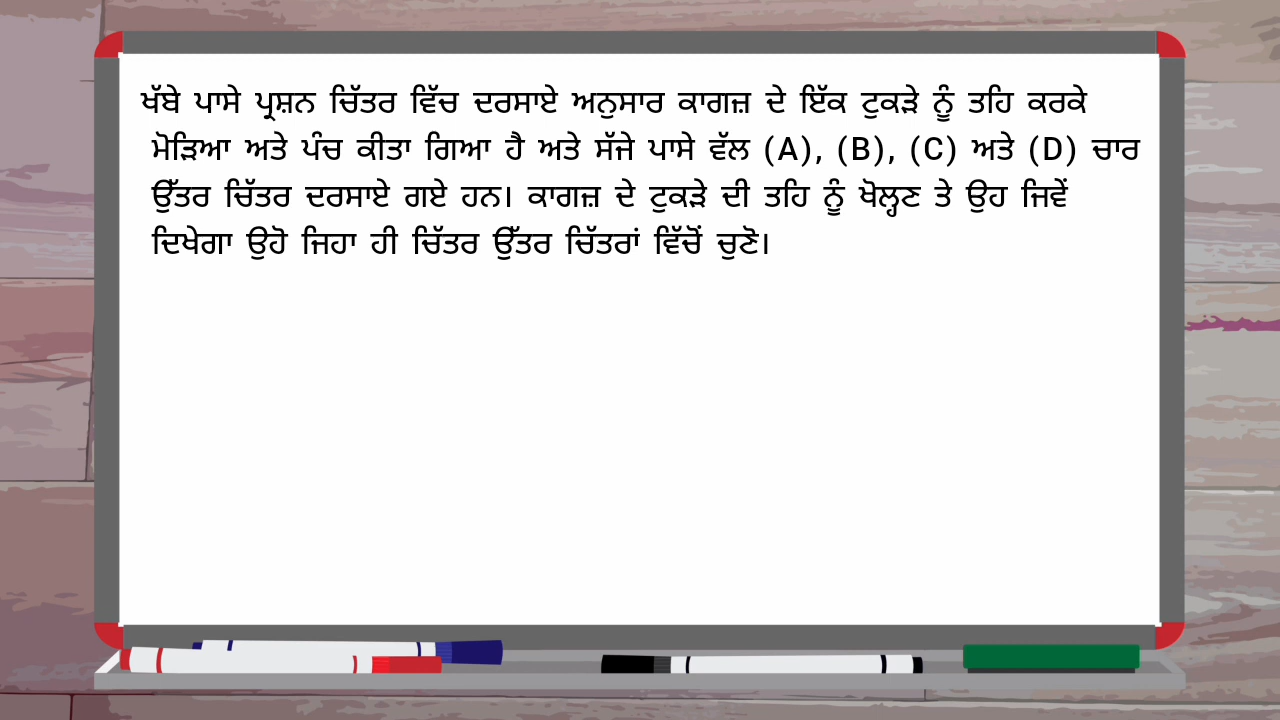 ਖੱਬੇ ਪਾਸੇ ਪ੍ਰਸ਼ਨ ਚਿੱਤਰ ਵਿੱਚ ਦਰਸਾਏ ਅਨੁਸਾਰ ਕਾਗਜ਼ ਦੇ ਇੱਕ ਟੁਕੜੇ ਨੂੰ ਤਹਿ ਕਰਕੇ
ਮੋੜਿਆ ਅਤੇ ਪੰਚ ਕੀਤਾ ਗਿਆ ਹੈ ਅਤੇ ਸੱਜੇ ਪਾਸੇ ਵੱਲ (A), (B), (C) ਅਤੇ (D) ਚਾਰ
ਉੱਤਰ ਚਿੱਤਰ ਦਰਸਾਏ ਗਏ ਹਨ। ਕਾਗਜ਼ ਦੇ ਟੁਕੜੇ ਦੀ ਤਹਿ ਨੂੰ ਖੋਲ੍ਹਣ ਤੇ ਉਹ ਜਿਵੇਂ
ਦਿਖੇਗਾ ਉਹੋ ਜਿਹਾ ਹੀ ਚਿੱਤਰ ਉੱਤਰ ਚਿੱਤਰਾਂ ਵਿੱਚੋਂ ਚੁਣੋ।